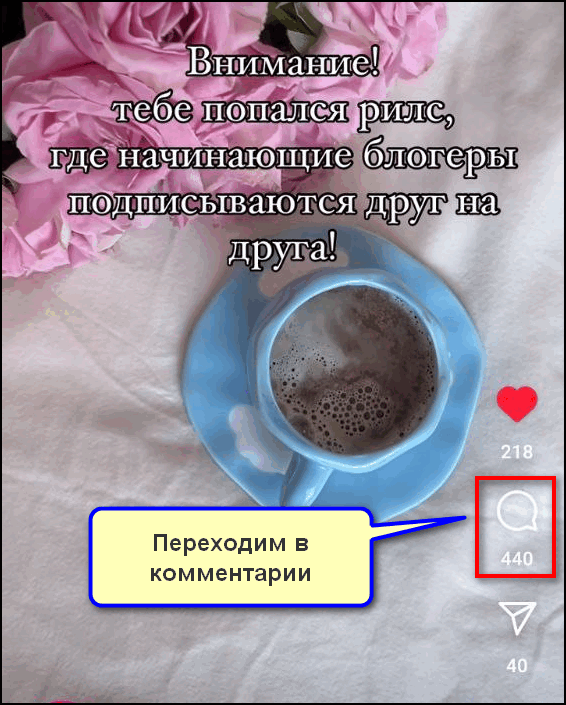 Внимание!
тебе попался рилс,
где начинающие блогеры
подписываются друг на
друга!
218
Переходим в
комментарии
440
40